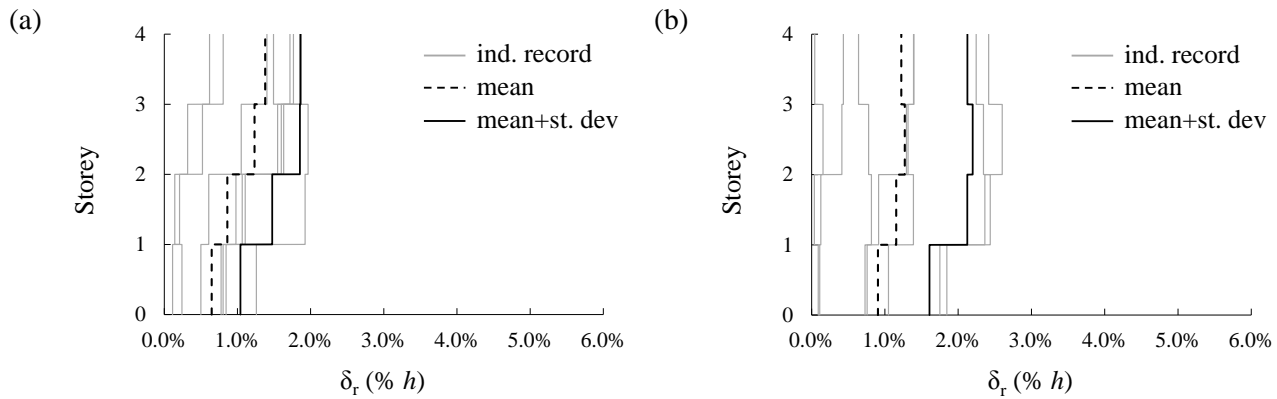 (a)
4
3
2
1
0
Storey
0.0% 1.0% 2.0% 3.0% 4.0% 5.0% 6.0%
δr (% h)
ind. record
mean
mean+st. dev
(b)
4
3
2
1
0
Storey
0.0% 1.0% 2.0% 3.0% 4.0% 5.0% 6.0%
δr (% h)
ind. record
mean
mean+st. dev